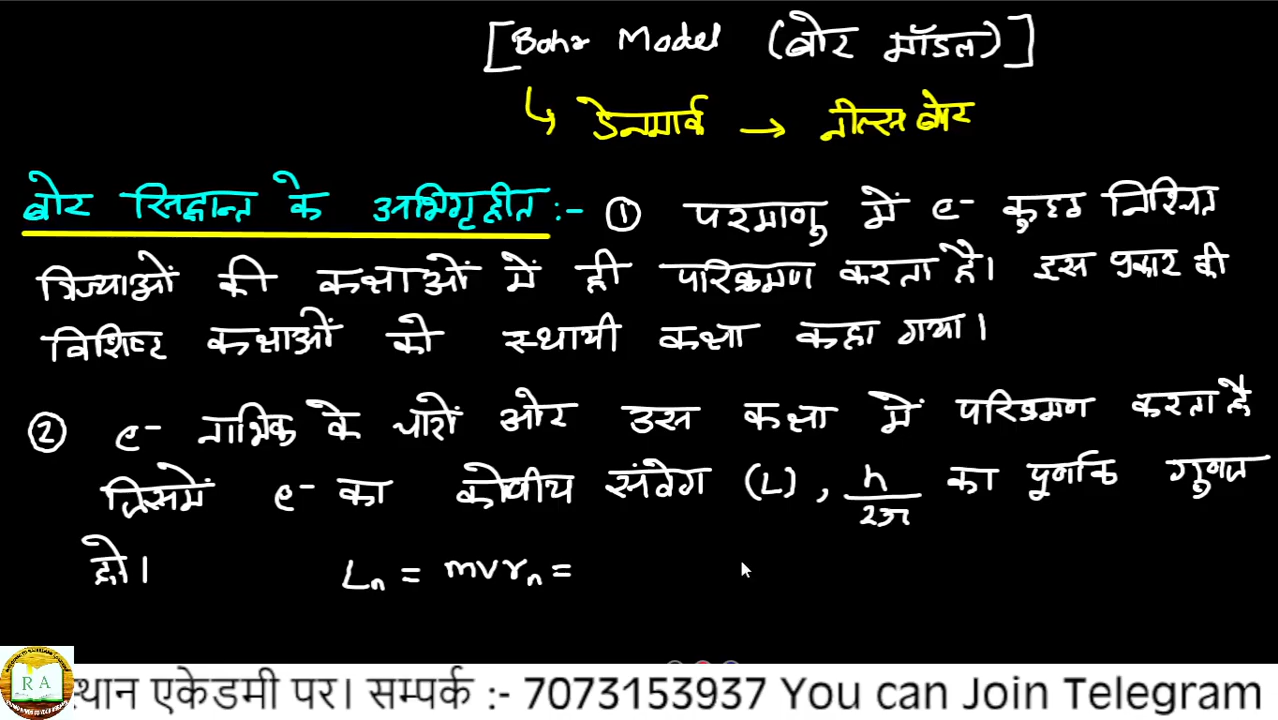 [Bohr Model (बोर मॉडल)]
↳ डेनमार्क → नील्स बोर
बोर सिद्धान्त के अभिगृहीत :- ① परमाणु में e- कुछ निश्चित
त्रिज्याओं की कक्षाओं में ही परिक्रमण करता है। इस प्रकार की
विशिष्ट कक्षाओं को स्थायी कक्षा कहा गया।
② e- नाभिक के चारों ओर उस कक्षा में परिक्रमण करता है
जिसमें e- का कोणीय संवेग (L), h/2π का पूर्णांक गुणज
हो। Lₙ = mvrₙ =
स्थान एकेडमी पर। सम्पर्क :- 7073153937 You can Join Telegram
RA